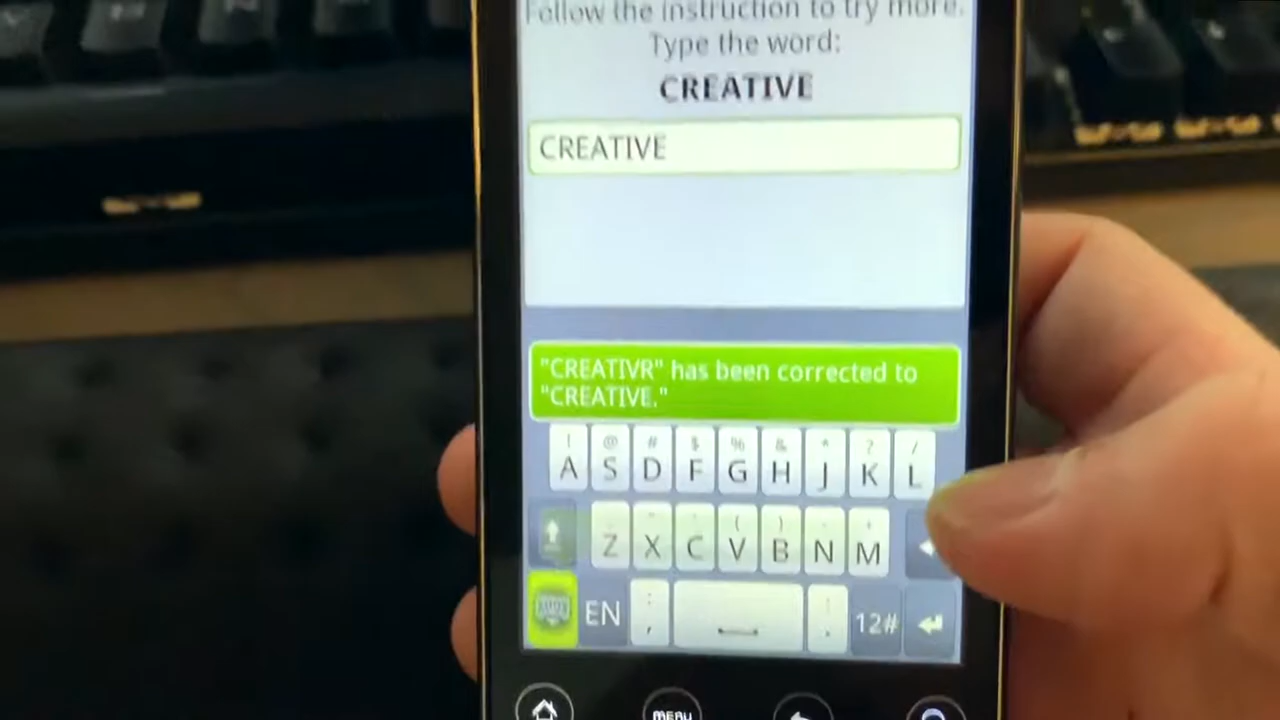 Follow the instruction to try more.
Type the word:
CREATIVE
CREATIVE
"CREATIVR" has been corrected to
"CREATIVE."
! @ # $ % & * ? /
A S D F G H J K L
( ) - +
Z X C V B N M
EN : , ! . 12#
MENU